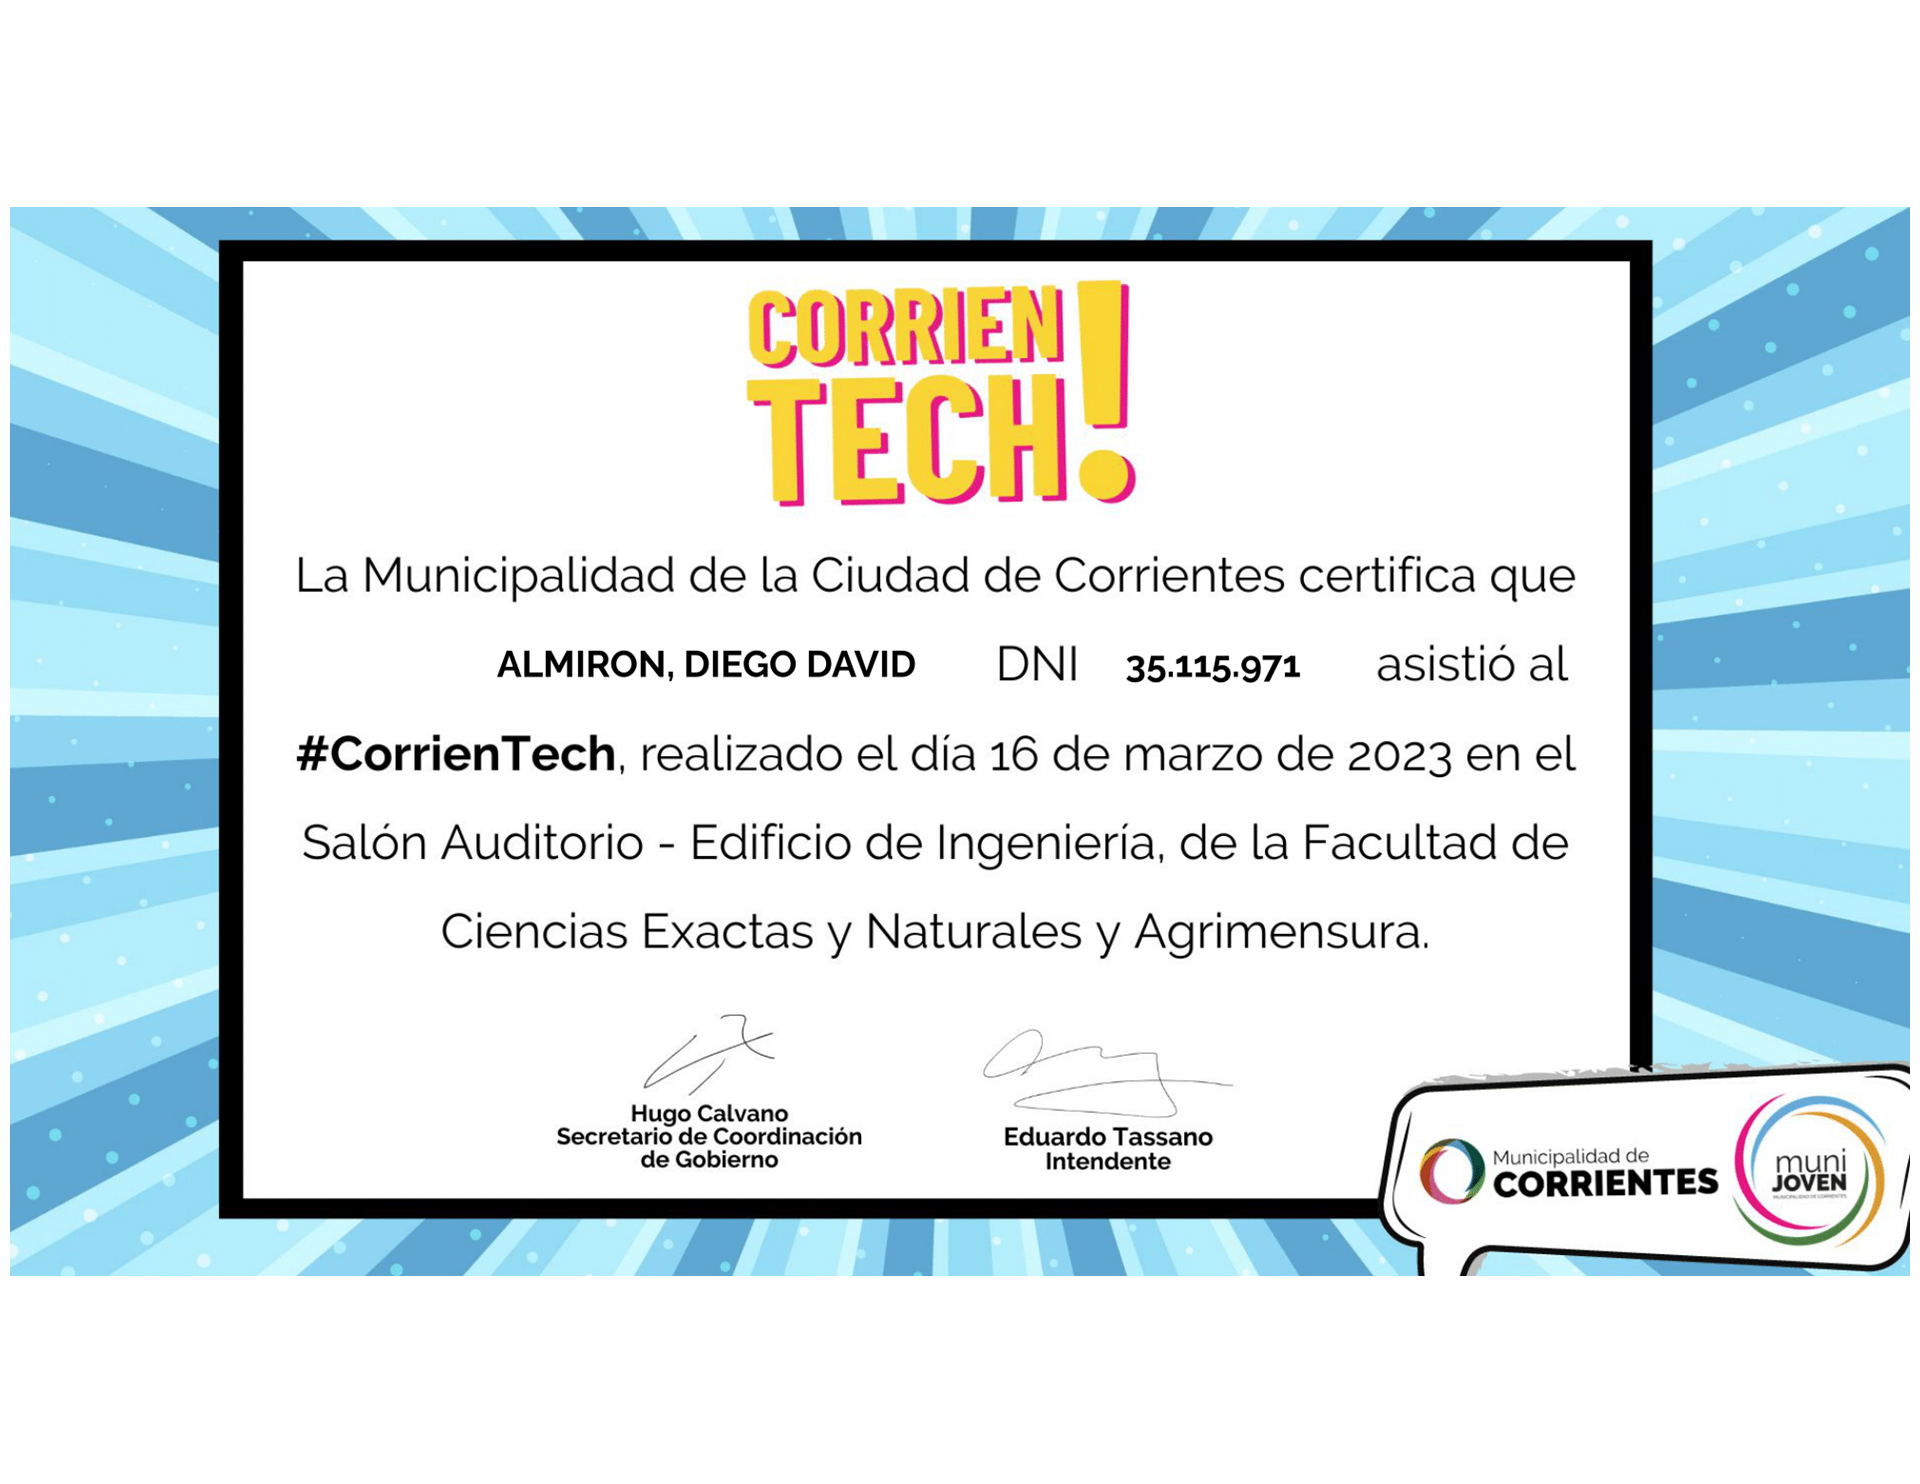 CORRIEN
TECH!
La Municipalidad de la Ciudad de Corrientes certifica que
ALMIRON, DIEGO DAVID DNI 35.115.971 asistió al
#CorrienTech, realizado el día 16 de marzo de 2023 en el
Salón Auditorio - Edificio de Ingeniería, de la Facultad de
Ciencias Exactas y Naturales y Agrimensura.
Hugo Calvano
Secretario de Coordinación
de Gobierno
Eduardo Tassano
Intendente
Municipalidad de
CORRIENTES
muni
JOVEN
MUNICIPALIDAD DE CORRIENTES